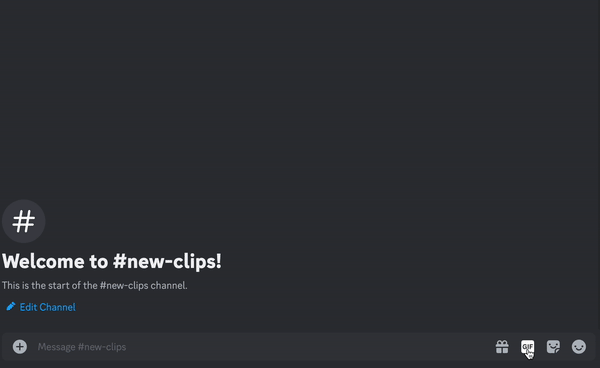 #
Welcome to #new-clips!
This is the start of the #new-clips channel.
Edit Channel
Message #new-clips
GIF